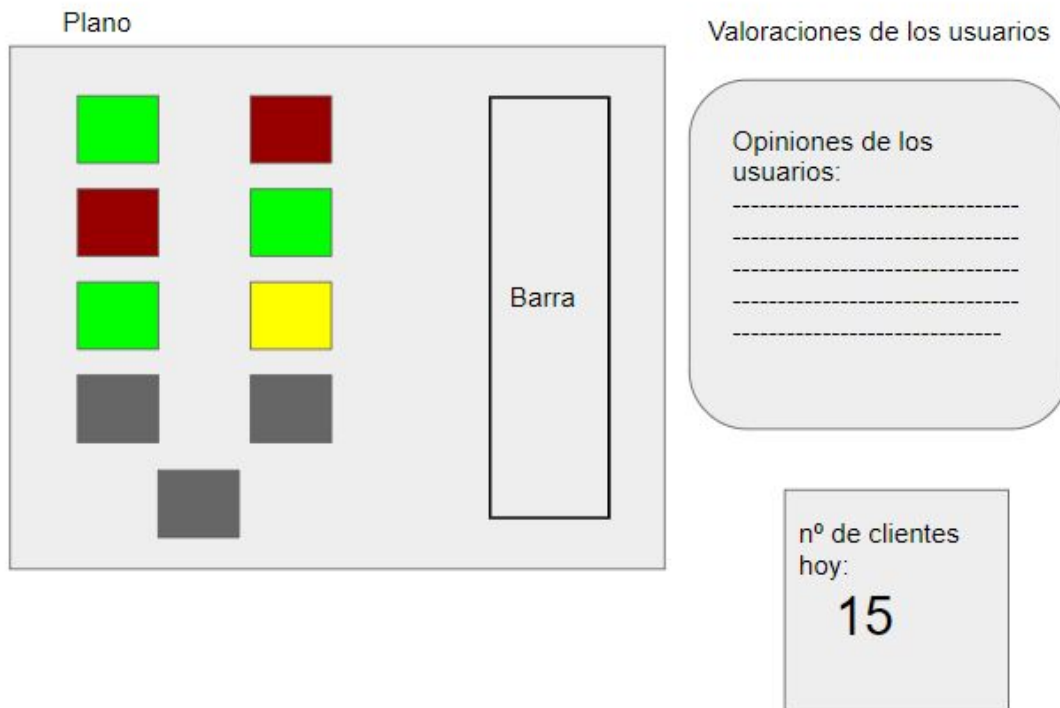 Plano
Barra
Valoraciones de los usuarios
Opiniones de los
usuarios:
--------------------------------
--------------------------------
--------------------------------
--------------------------------
------------------------------
nº de clientes
hoy:
15